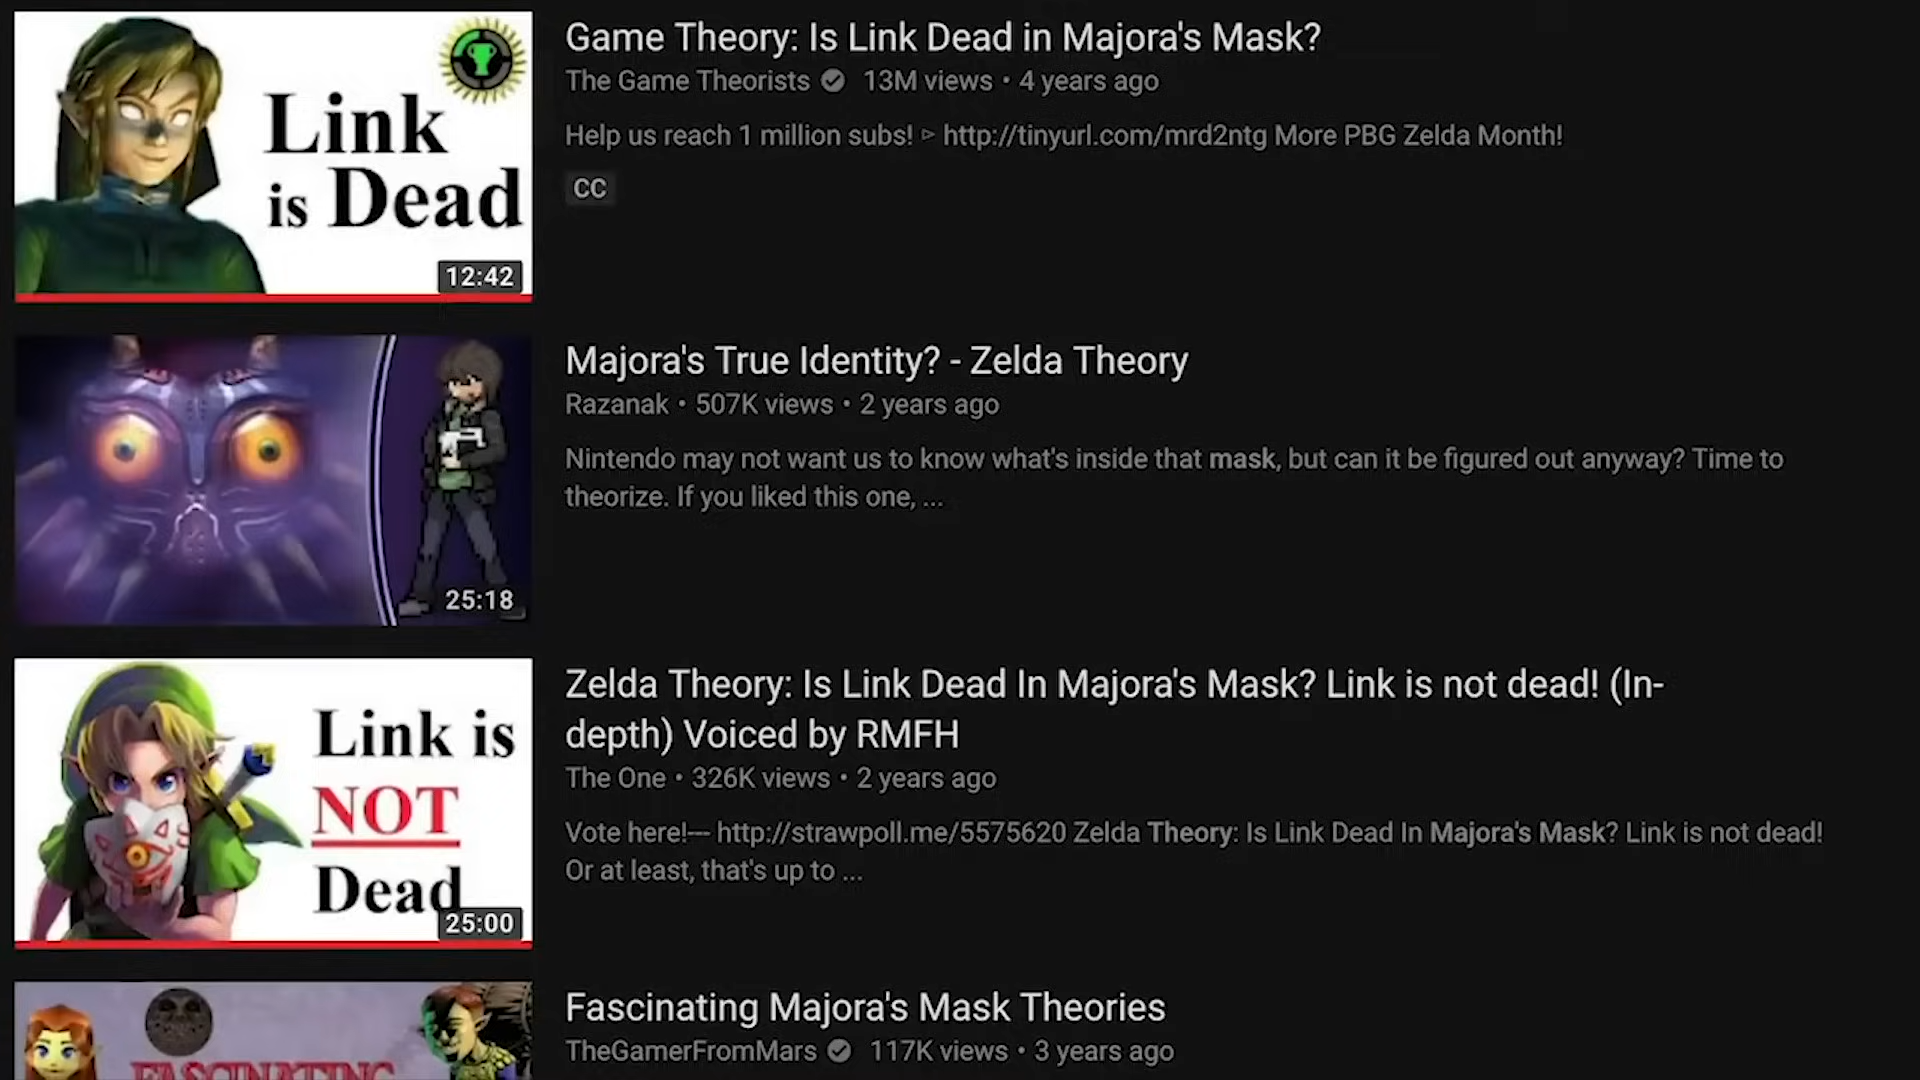 Link
is Dead
12:42
Game Theory: Is Link Dead in Majora's Mask?
The Game Theorists 13M views • 4 years ago
Help us reach 1 million subs! ▹ http://tinyurl.com/mrd2ntg More PBG Zelda Month!
CC
25:18
Majora's True Identity? - Zelda Theory
Razanak • 507K views • 2 years ago
Nintendo may not want us to know what's inside that mask, but can it be figured out anyway? Time to
theorize. If you liked this one, ...
Link is
NOT
Dead
25:00
Zelda Theory: Is Link Dead In Majora's Mask? Link is not dead! (In-
depth) Voiced by RMFH
The One • 326K views • 2 years ago
Vote here!--- http://strawpoll.me/5575620 Zelda Theory: Is Link Dead In Majora's Mask? Link is not dead!
Or at least, that's up to ...
FASCINATING
Fascinating Majora's Mask Theories
TheGamerFromMars 117K views • 3 years ago